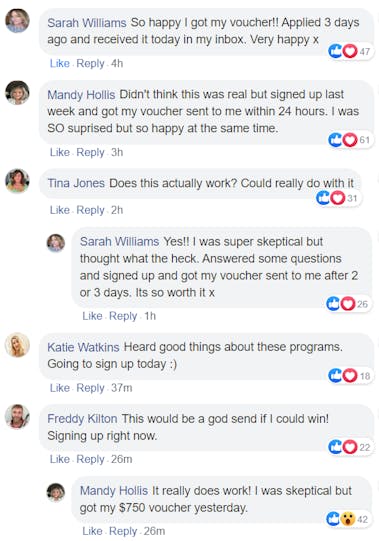 Sarah Williams So happy I got my voucher!! Applied 3 days
ago and received it today in my inbox. Very happy x
47
Like · Reply · 4h
Mandy Hollis Didn't think this was real but signed up last
week and got my voucher sent to me within 24 hours. I was
SO suprised but so happy at the same time.
61
Like · Reply · 3h
Tina Jones Does this actually work? Could really do with it
31
Like · Reply · 2h
Sarah Williams Yes!! I was super skeptical but
thought what the heck. Answered some questions
and signed up and got my voucher sent to me after 2
or 3 days. Its so worth it x
26
Like · Reply · 1h
Katie Watkins Heard good things about these programs.
Going to sign up today :)
18
Like · Reply · 37m
Freddy Kilton This would be a god send if I could win!
Signing up right now.
22
Like · Reply · 26m
Mandy Hollis It really does work! I was skeptical but
got my $750 voucher yesterday.
42
Like · Reply · 26m